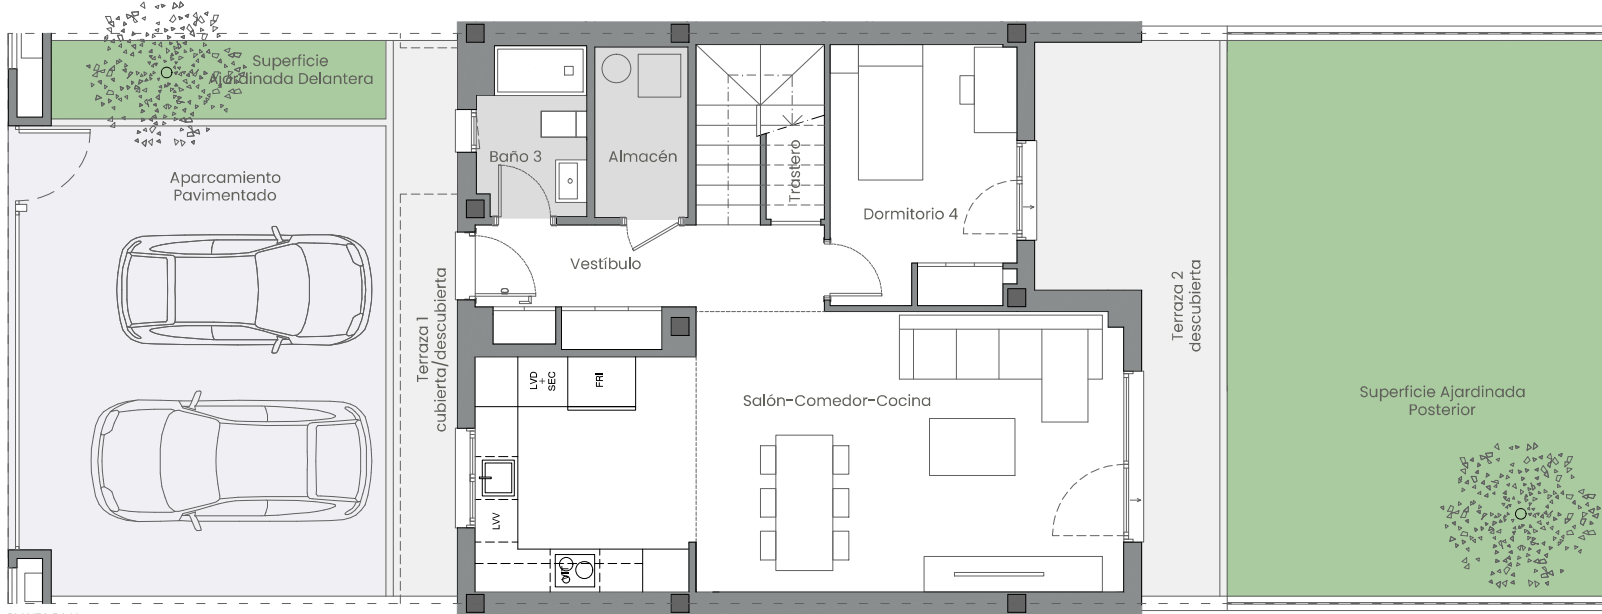 Superficie
Ajardinada Delantera
Aparcamiento
Pavimentado
Baño 3
Almacén
Trastero
Dormitorio 4
Vestíbulo
Terraza 1
cubierta/descubierta
Terraza 2
descubierta
LVD
+
SEC
FRI
Salón-Comedor-Cocina
Superficie Ajardinada
Posterior
LVV